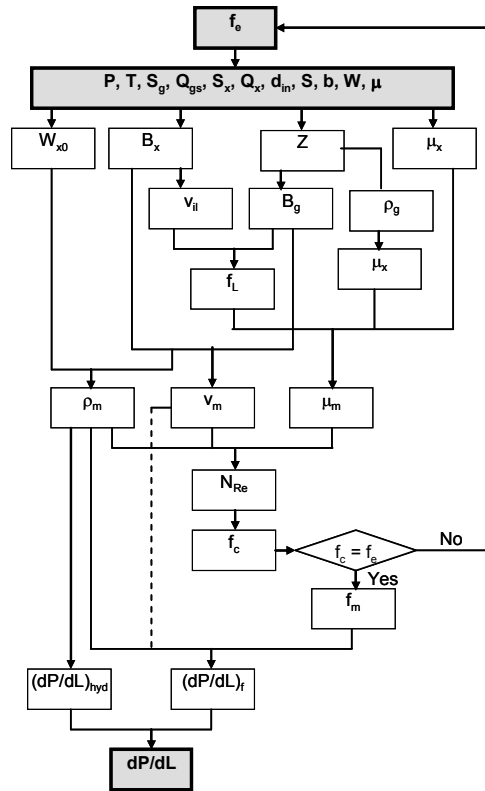 f_e
P, T, S_g, Q_gs, S_x, Q_x, d_in, S, b, W, μ
W_x0
B_x
Z
μ_x
v_il
B_g
ρ_g
f_L
μ_x
ρ_m
v_m
μ_m
N_Re
f_c
f_c = f_e
No
Yes
f_m
(dP/dL)_hyd
(dP/dL)_f
dP/dL